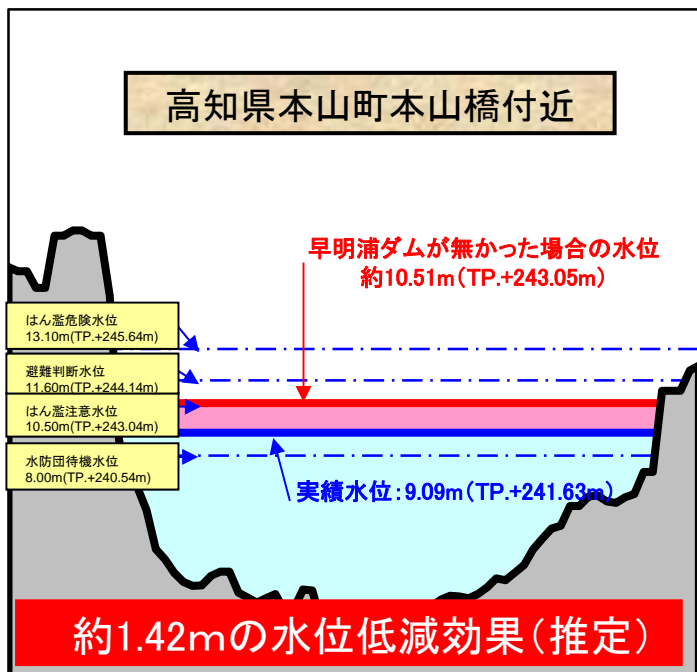 高知県本山町本山橋付近
早明浦ダムが無かった場合の水位
約10.51m(TP.+243.05m)
はん濫危険水位
13.10m(TP.+245.64m)
避難判断水位
11.60m(TP.+244.14m)
はん濫注意水位
10.50m(TP.+243.04m)
水防団待機水位
8.00m(TP.+240.54m)
実績水位:9.09m(TP.+241.63m)
約1.42mの水位低減効果(推定)